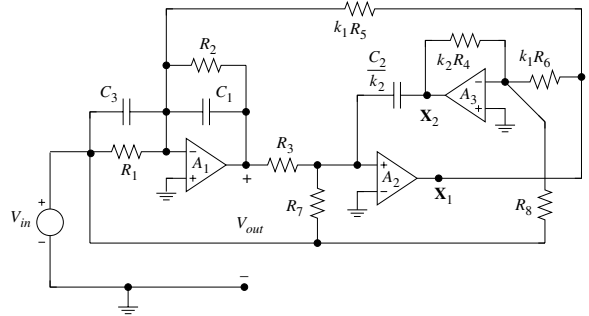 k₁R₅
R₂
C₃
C₁
R₁
−
+
A₁
+
R₃
C₂
k₂
k₂R₄
k₁R₆
−
+
A₃
X₂
+
−
A₂
X₁
R₇
R₈
+
Vin
−
Vout
−